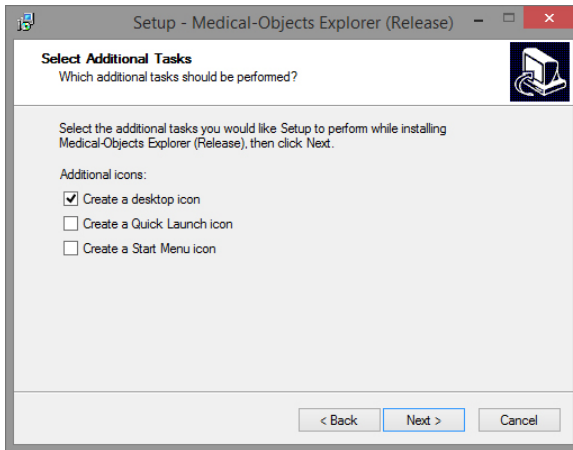 Setup - Medical-Objects Explorer (Release)
Select Additional Tasks
Which additional tasks should be performed?
Select the additional tasks you would like Setup to perform while installing
Medical-Objects Explorer (Release), then click Next.
Additional icons:
Create a desktop icon
Create a Quick Launch icon
Create a Start Menu icon
< Back Next > Cancel